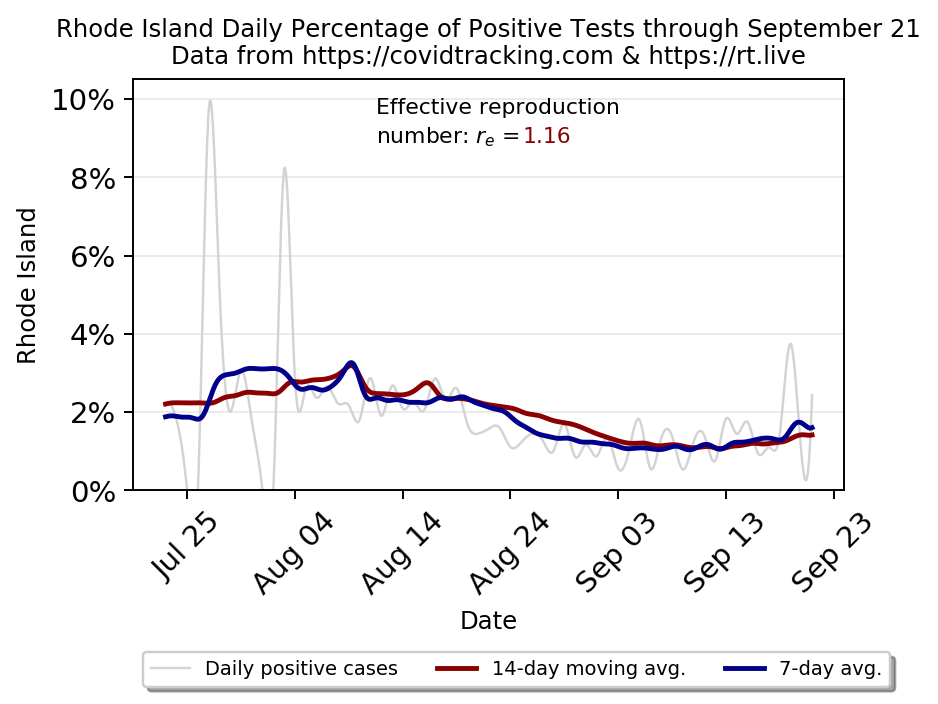 Rhode Island Daily Percentage of Positive Tests through September 21
Data from https://covidtracking.com & https://rt.live
Effective reproduction
number: rₑ =1.16
Rhode Island
10%
8%
6%
4%
2%
0%
Jul 25
Aug 04
Aug 14
Aug 24
Sep 03
Sep 13
Sep 23
Date
Daily positive cases
14-day moving avg.
7-day avg.